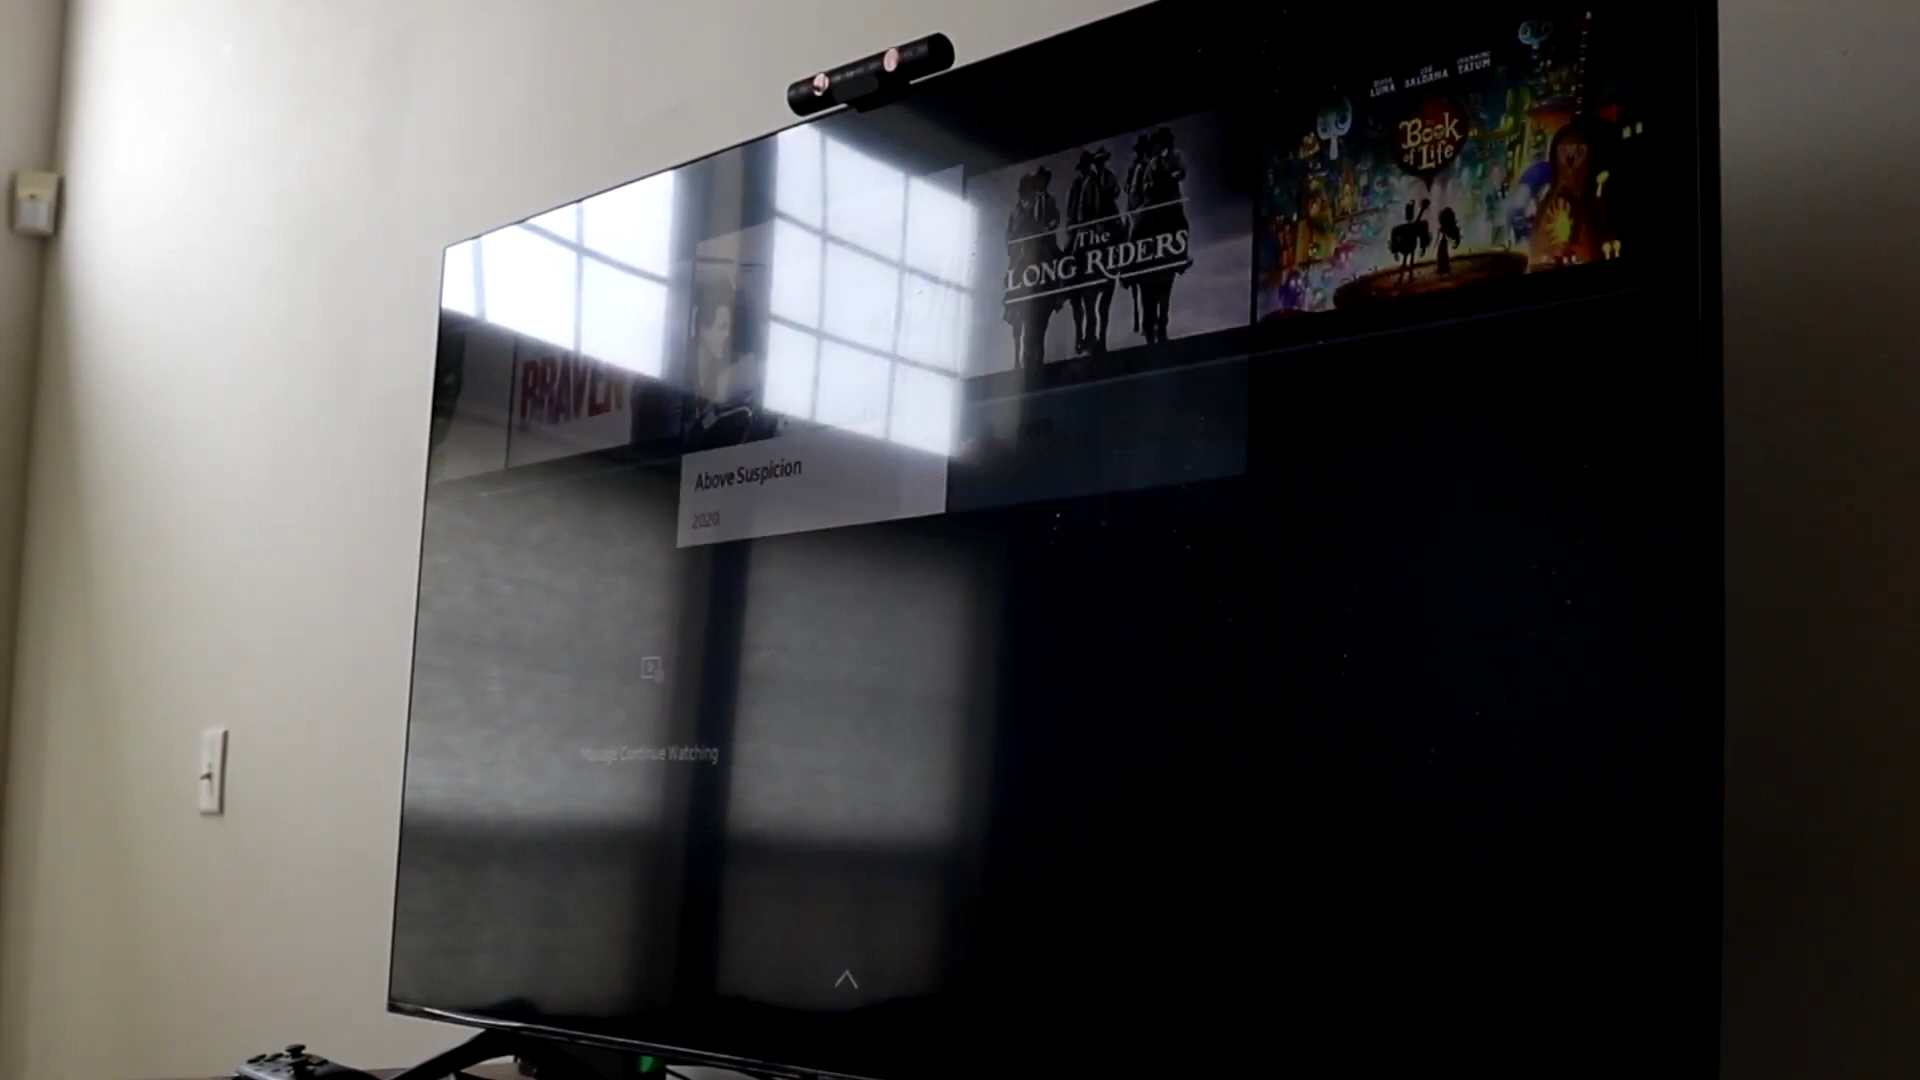 DIEGO
LUNA
ZOE
SALDANA
CHANNING
TATUM
Book
of Life
The
LONG RIDERS
BRAVEN
Above Suspicion
2020
Manage Continue Watching